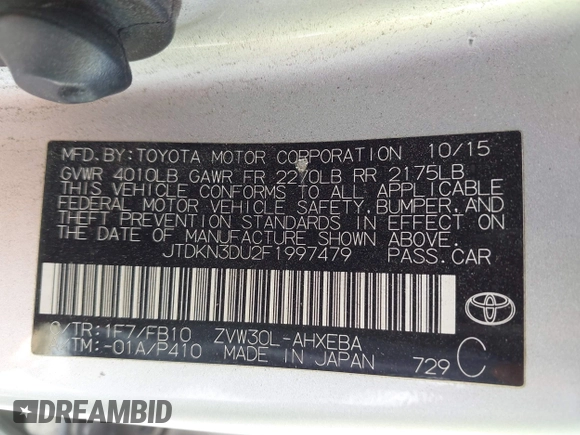 MFD.BY:TOYOTA MOTOR CORPORATION 10/15
GVWR 4010LB GAWR FR 2270LB RR 2175LB
THIS VEHICLE CONFORMS TO ALL APPLICABLE
FEDERAL MOTOR VEHICLE SAFETY, BUMPER, AND
THEFT PREVENTION STANDARDS IN EFFECT ON
THE DATE OF MANUFACTURE SHOWN ABOVE.
JTDKN3DU2F1997479 PASS.CAR
C/TR:1F7/FB10 ZVW30L-AHXEBA
A/TM:-01A/P410 MADE IN JAPAN 729 C
TOYOTA
DREAMBID